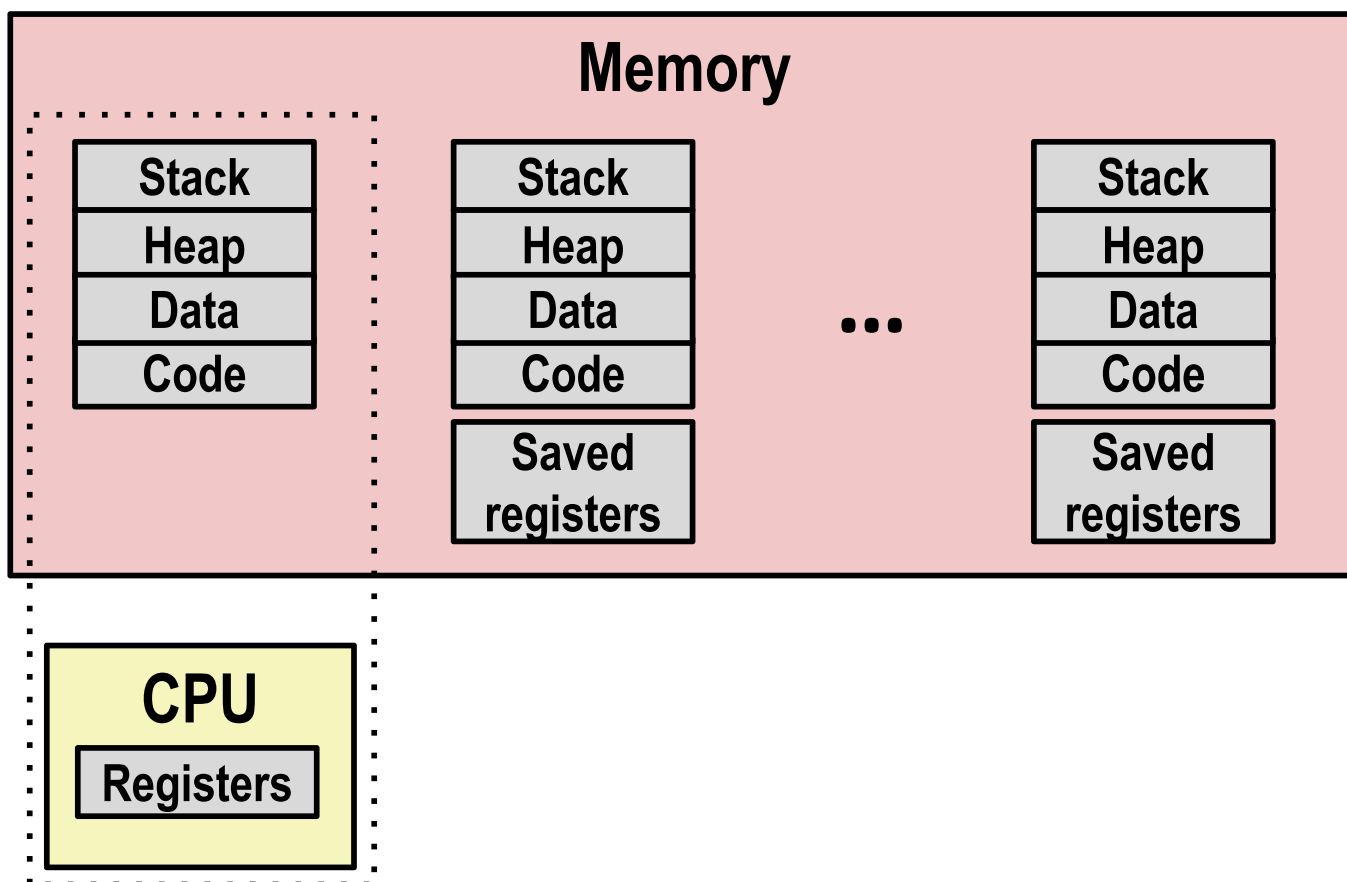 Memory
Stack
Heap
Data
Code
Stack
Heap
Data
Code
Saved
registers
...
Stack
Heap
Data
Code
Saved
registers
CPU
Registers